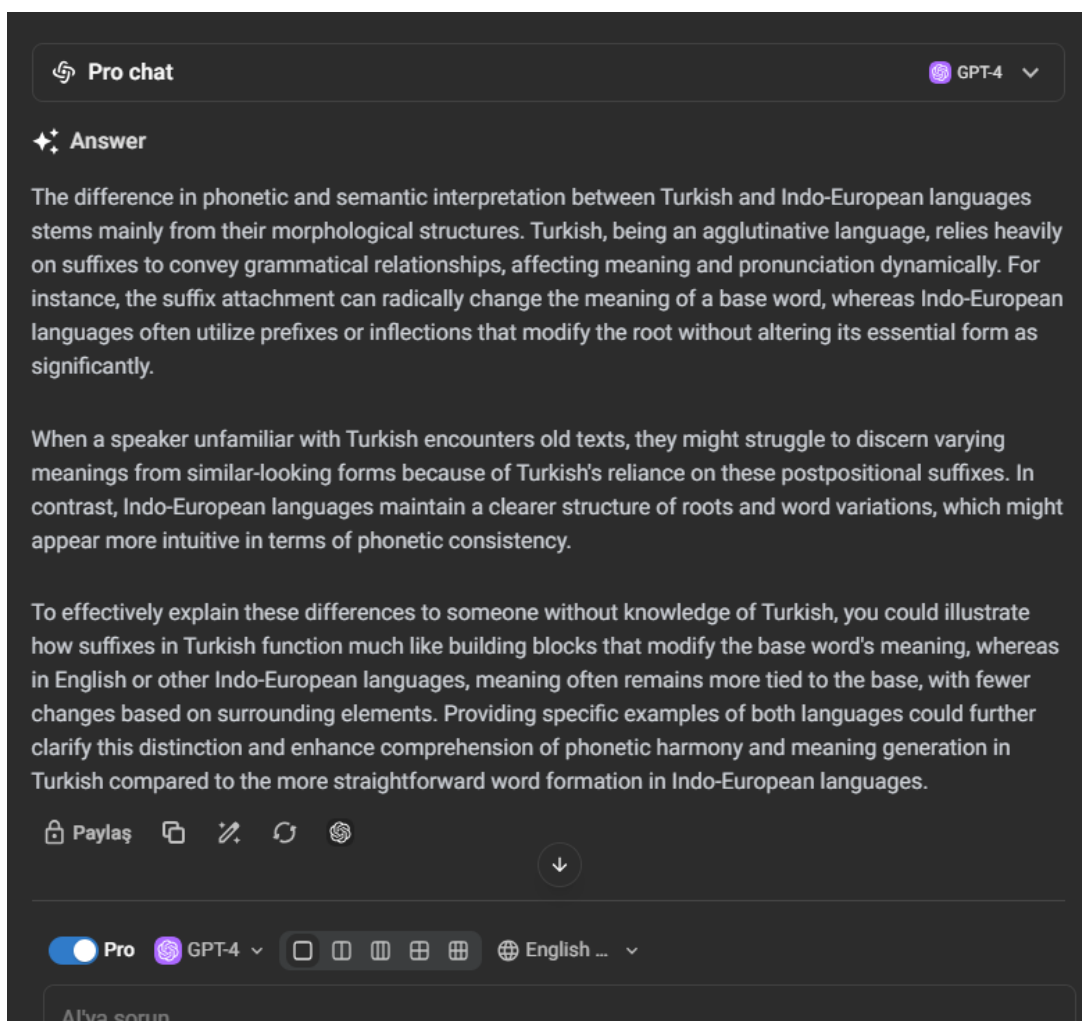 Pro chat
GPT-4
Answer
The difference in phonetic and semantic interpretation between Turkish and Indo-European languages
stems mainly from their morphological structures. Turkish, being an agglutinative language, relies heavily
on suffixes to convey grammatical relationships, affecting meaning and pronunciation dynamically. For
instance, the suffix attachment can radically change the meaning of a base word, whereas Indo-European
languages often utilize prefixes or inflections that modify the root without altering its essential form as
significantly.
When a speaker unfamiliar with Turkish encounters old texts, they might struggle to discern varying
meanings from similar-looking forms because of Turkish's reliance on these postpositional suffixes. In
contrast, Indo-European languages maintain a clearer structure of roots and word variations, which might
appear more intuitive in terms of phonetic consistency.
To effectively explain these differences to someone without knowledge of Turkish, you could illustrate
how suffixes in Turkish function much like building blocks that modify the base word's meaning, whereas
in English or other Indo-European languages, meaning often remains more tied to the base, with fewer
changes based on surrounding elements. Providing specific examples of both languages could further
clarify this distinction and enhance comprehension of phonetic harmony and meaning generation in
Turkish compared to the more straightforward word formation in Indo-European languages.
Paylaş
Pro GPT-4 English ...
AI'ya sorun